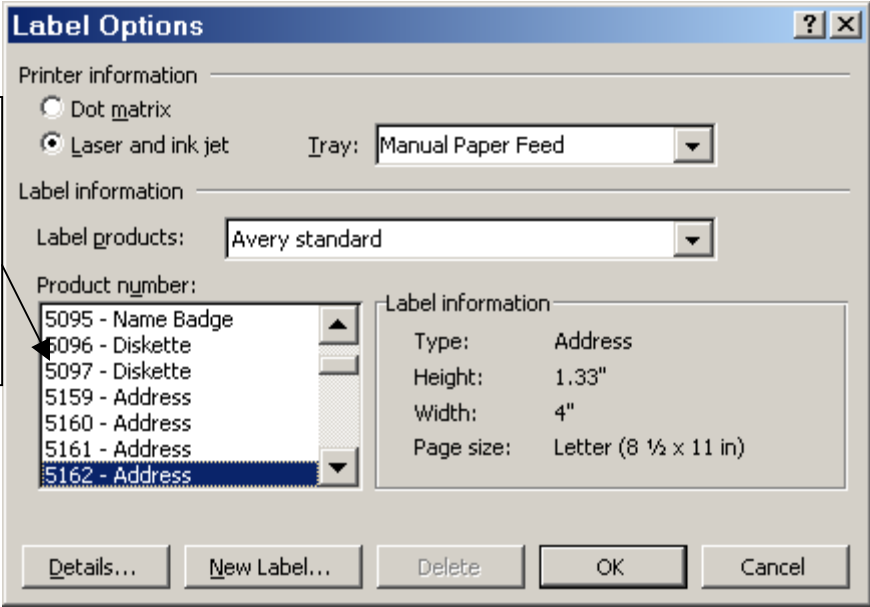 Label Options
Printer information
Dot matrix
Laser and ink jet Tray: Manual Paper Feed
Label information
Label products: Avery standard
Product number:
5095 - Name Badge
5096 - Diskette
5097 - Diskette
5159 - Address
5160 - Address
5161 - Address
5162 - Address
Label information
Type: Address
Height: 1.33"
Width: 4"
Page size: Letter (8 ½ x 11 in)
Details... New Label... Delete OK Cancel